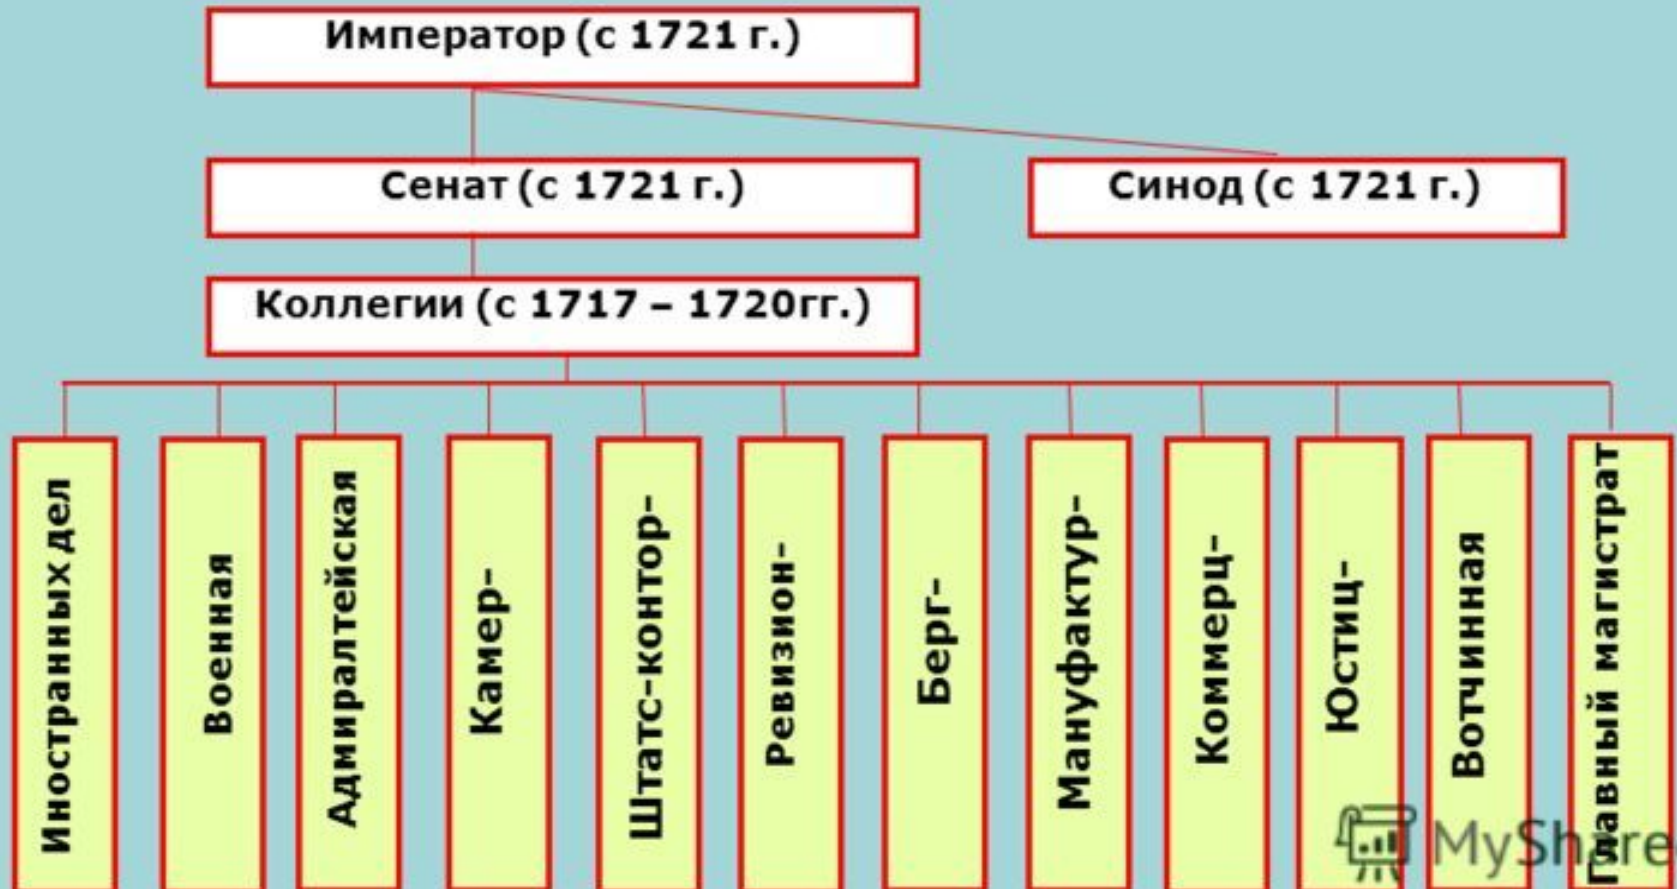 Император (с 1721 г.)
Сенат (с 1721 г.)
Синод (с 1721 г.)
Коллегии (с 1717 – 1720гг.)
Иностранных дел
Военная
Адмиралтейская
Камер-
Штатс-контор-
Ревизион-
Берг-
Мануфактур-
Коммерц-
Юстиц-
Вотчинная
Главный магистрат
MyShare